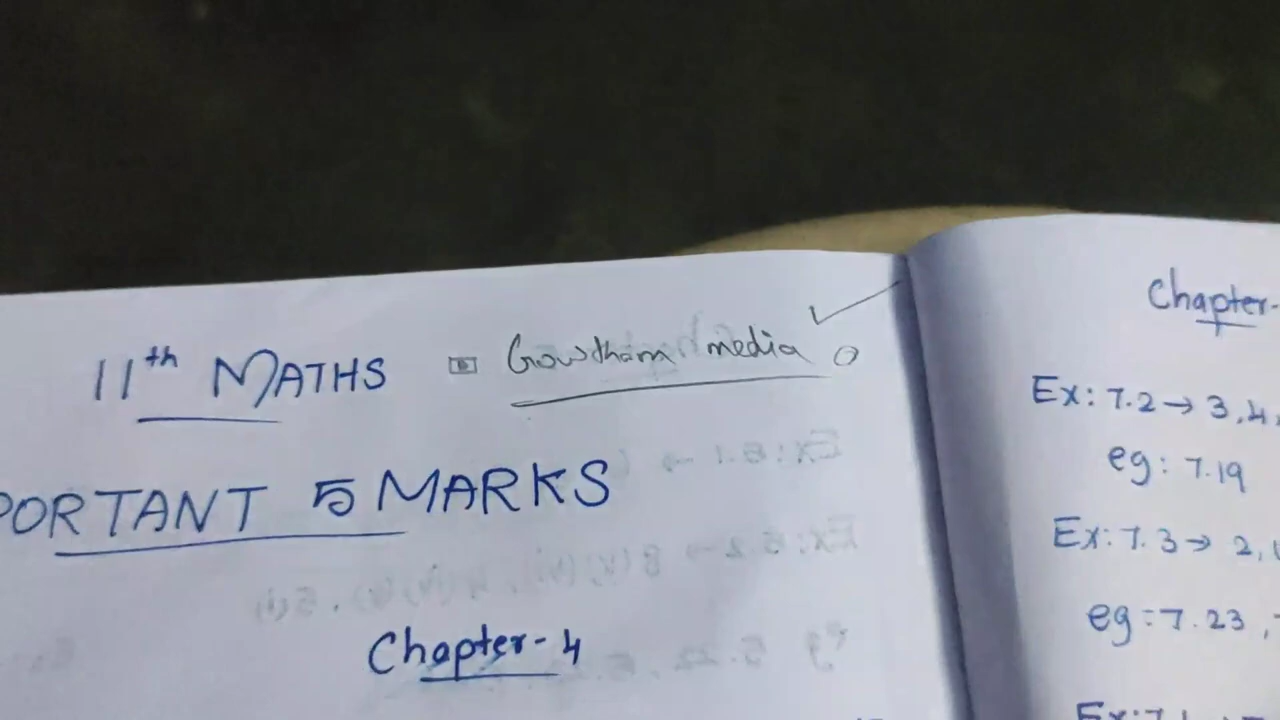 11th MATHS Gowtham media
PORTANT 5 MARKS
Chapter-4
Chapter-
Ex: 7.2→ 3,4,
eg: 7.19
Ex: 7.3→ 2,
eg: 7.23,